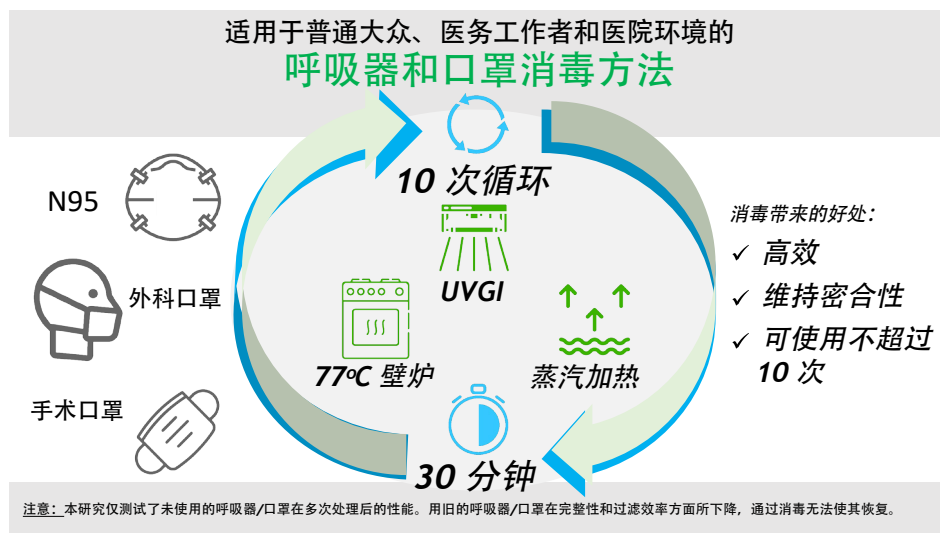 适用于普通大众、医务工作者和医院环境的
呼吸器和口罩消毒方法
10 次循环
N95
UVGI
外科口罩
77ºC 壁炉
蒸汽加热
手术口罩
30 分钟
消毒带来的好处：
✓ 高效
✓ 维持密合性
✓ 可使用不超过
10 次
注意：本研究仅测试了未使用的呼吸器/口罩在多次处理后的性能。用旧的呼吸器/口罩在完整性和过滤效率方面所下降，通过消毒无法使其恢复。